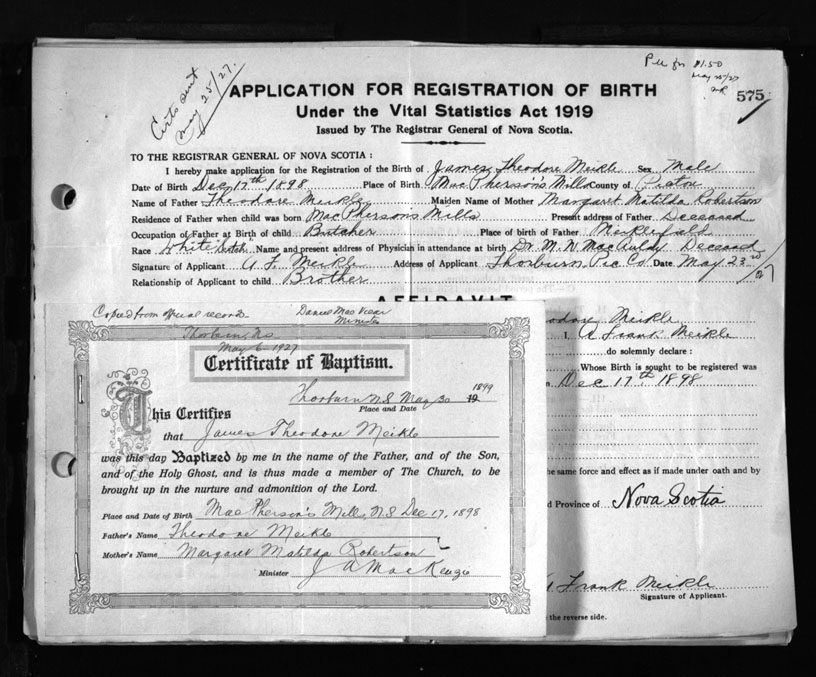 Certs sent
May 25/27.
Pd for $1.50
May 25/27
575
APPLICATION FOR REGISTRATION OF BIRTH
Under the Vital Statistics Act 1919
Issued by The Registrar General of Nova Scotia.
TO THE REGISTRAR GENERAL OF NOVA SCOTIA :
I hereby make application for the Registration of the Birth of James Theodore Meikle Sex Male
Date of Birth Dec 17th 1898 Place of Birth MacPherson's Mills County of Pictou
Name of Father Theodore Meikle Maiden Name of Mother Margaret Matilda Robertson
Residence of Father when child was born MacPherson's Mills Present address of Father Deceased
Occupation of Father at Birth of child Butcher Place of birth of Father Meiklefield
Race White Scotch Name and present address of Physician in attendance at birth Dr. M. N. MacAulay Deceased
Signature of Applicant A F. Meikle Address of Applicant Thorburn Pic Co Date May 23rd /27
Relationship of Applicant to child Brother
AFFIDAVIT
Copied from official records Daniel MacVicar
Minister
Thorburn, NS
May 6 1927
Certificate of Baptism.
Thorburn N.S May 30 1899
19
Place and Date
This Certifies
that James Theodore Meikle
was this day Baptized by me in the name of the Father, and of the Son,
and of the Holy Ghost, and is thus made a member of The Church, to be
brought up in the nurture and admonition of the Lord.
Place and Date of Birth MacPherson's Mill, N.S Dec 17, 1898
Father's Name Theodore Meikle
Mother's Name Margaret Matilda Robertson
Minister J A MacKenzie
odore Meikle
I, A Frank Meikle
do solemnly declare :
Whose Birth is sought to be registered was
n Dec 17th 1898
he same force and effect as if made under oath and by
d Province of Nova Scotia
A Frank Meikle
Signature of Applicant.
the reverse side.